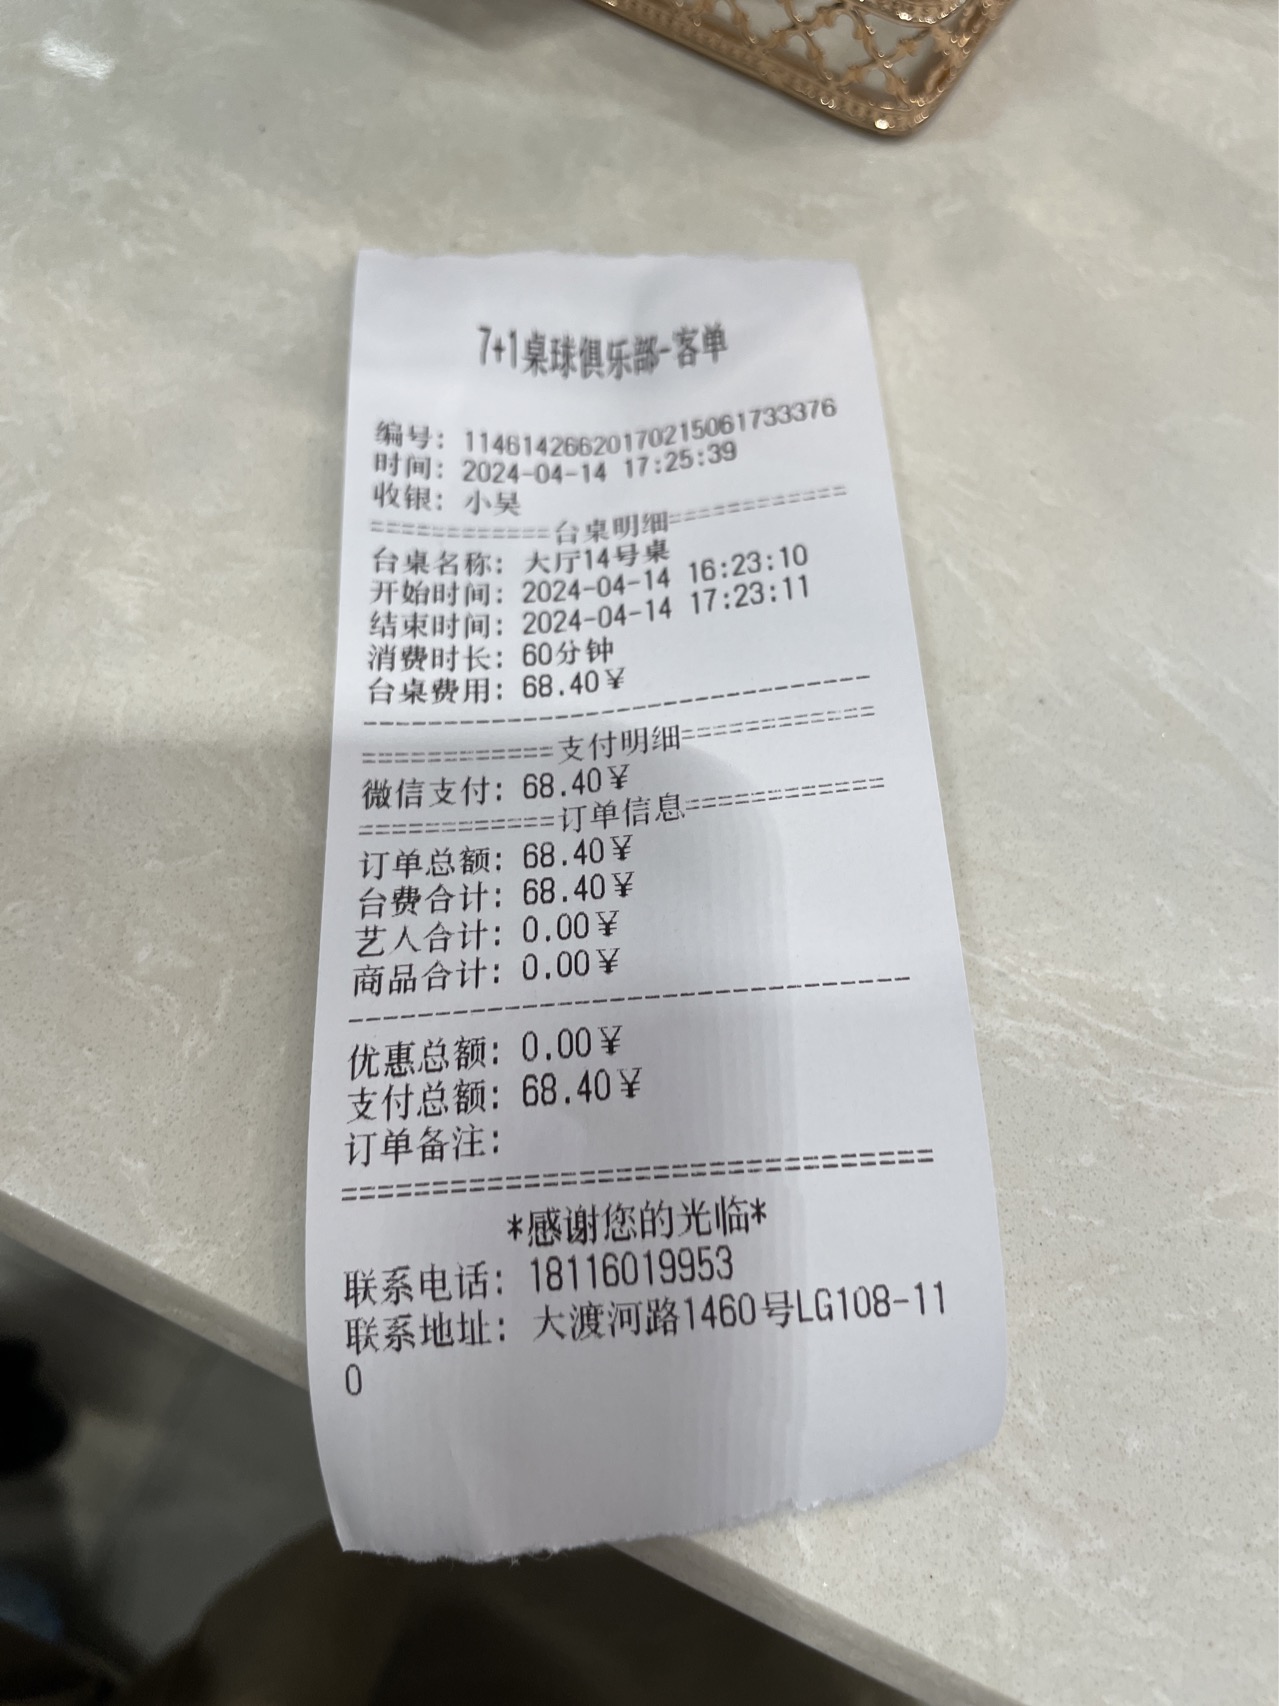 7+1桌球俱乐部-客单
编号: 1146142662017021506173​3376
时间: 2024-04-14 17:25:39
收银: 小昊
============台桌明细============
台桌名称: 大厅14号桌
开始时间: 2024-04-14 16:23:10
结束时间: 2024-04-14 17:23:11
消费时长: 60分钟
台桌费用: 68.40¥
--------------------------------
============支付明细============
微信支付: 68.40¥
============订单信息============
订单总额: 68.40¥
台费合计: 68.40¥
艺人合计: 0.00¥
商品合计: 0.00¥
--------------------------------
优惠总额: 0.00¥
支付总额: 68.40¥
订单备注:
================================
*感谢您的光临*
联系电话: 18116019953
联系地址: 大渡河路1460号LG108-11
0